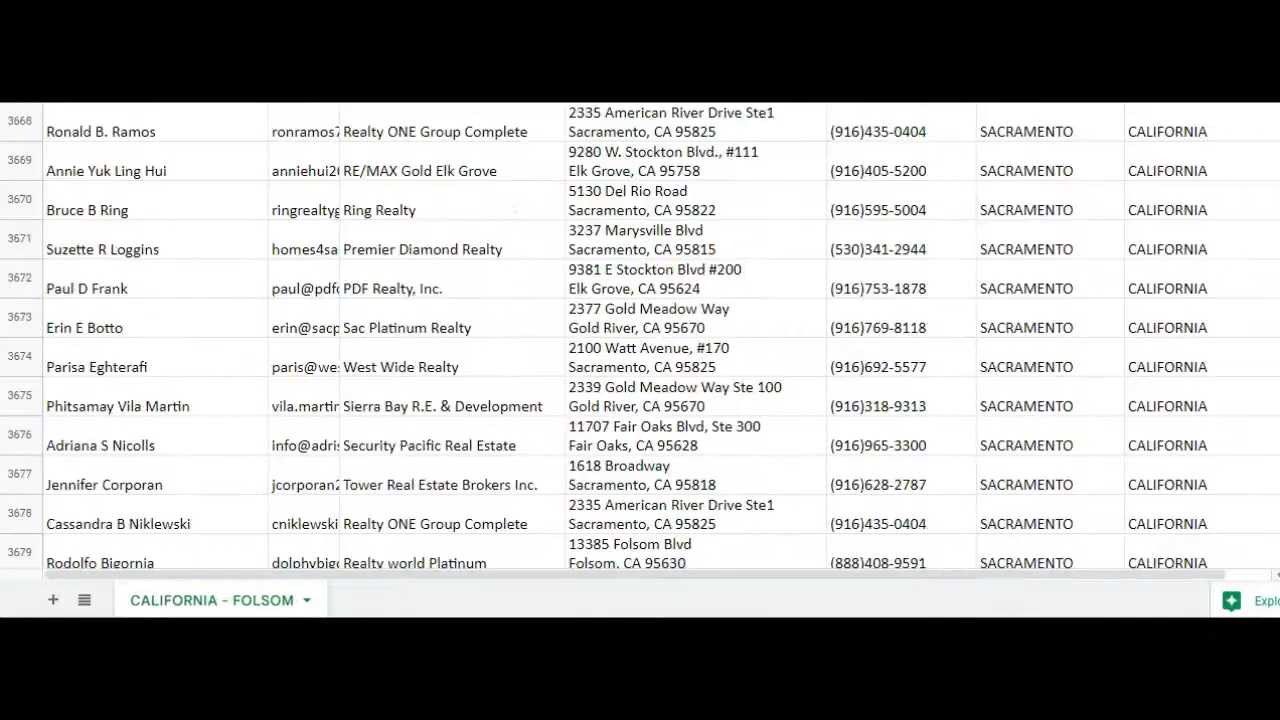 3668 Ronald B. Ramos ronramos7 Realty ONE Group Complete 2335 American River Drive Ste1
Sacramento, CA 95825 (916)435-0404 SACRAMENTO CALIFORNIA
3669 Annie Yuk Ling Hui anniehui20 RE/MAX Gold Elk Grove 9280 W. Stockton Blvd., #111
Elk Grove, CA 95758 (916)405-5200 SACRAMENTO CALIFORNIA
3670 Bruce B Ring ringrealtyg Ring Realty 5130 Del Rio Road
Sacramento, CA 95822 (916)595-5004 SACRAMENTO CALIFORNIA
3671 Suzette R Loggins homes4sa Premier Diamond Realty 3237 Marysville Blvd
Sacramento, CA 95815 (530)341-2944 SACRAMENTO CALIFORNIA
3672 Paul D Frank paul@pdf PDF Realty, Inc. 9381 E Stockton Blvd #200
Elk Grove, CA 95624 (916)753-1878 SACRAMENTO CALIFORNIA
3673 Erin E Botto erin@sacp Sac Platinum Realty 2377 Gold Meadow Way
Gold River, CA 95670 (916)769-8118 SACRAMENTO CALIFORNIA
3674 Parisa Eghterafi paris@wes West Wide Realty 2100 Watt Avenue, #170
Sacramento, CA 95825 (916)692-5577 SACRAMENTO CALIFORNIA
3675 Phitsamay Vila Martin vila.martin Sierra Bay R.E. & Development 2339 Gold Meadow Way Ste 100
Gold River, CA 95670 (916)318-9313 SACRAMENTO CALIFORNIA
3676 Adriana S Nicolls info@adri Security Pacific Real Estate 11707 Fair Oaks Blvd, Ste 300
Fair Oaks, CA 95628 (916)965-3300 SACRAMENTO CALIFORNIA
3677 Jennifer Corporan jcorporan2 Tower Real Estate Brokers Inc. 1618 Broadway
Sacramento, CA 95818 (916)628-2787 SACRAMENTO CALIFORNIA
3678 Cassandra B Niklewski cniklewski Realty ONE Group Complete 2335 American River Drive Ste1
Sacramento, CA 95825 (916)435-0404 SACRAMENTO CALIFORNIA
3679 Rodolfo Bigornia dolphybigo Realty world Platinum 13385 Folsom Blvd
Folsom, CA 95630 (888)408-9591 SACRAMENTO CALIFORNIA
CALIFORNIA - FOLSOM
Explo